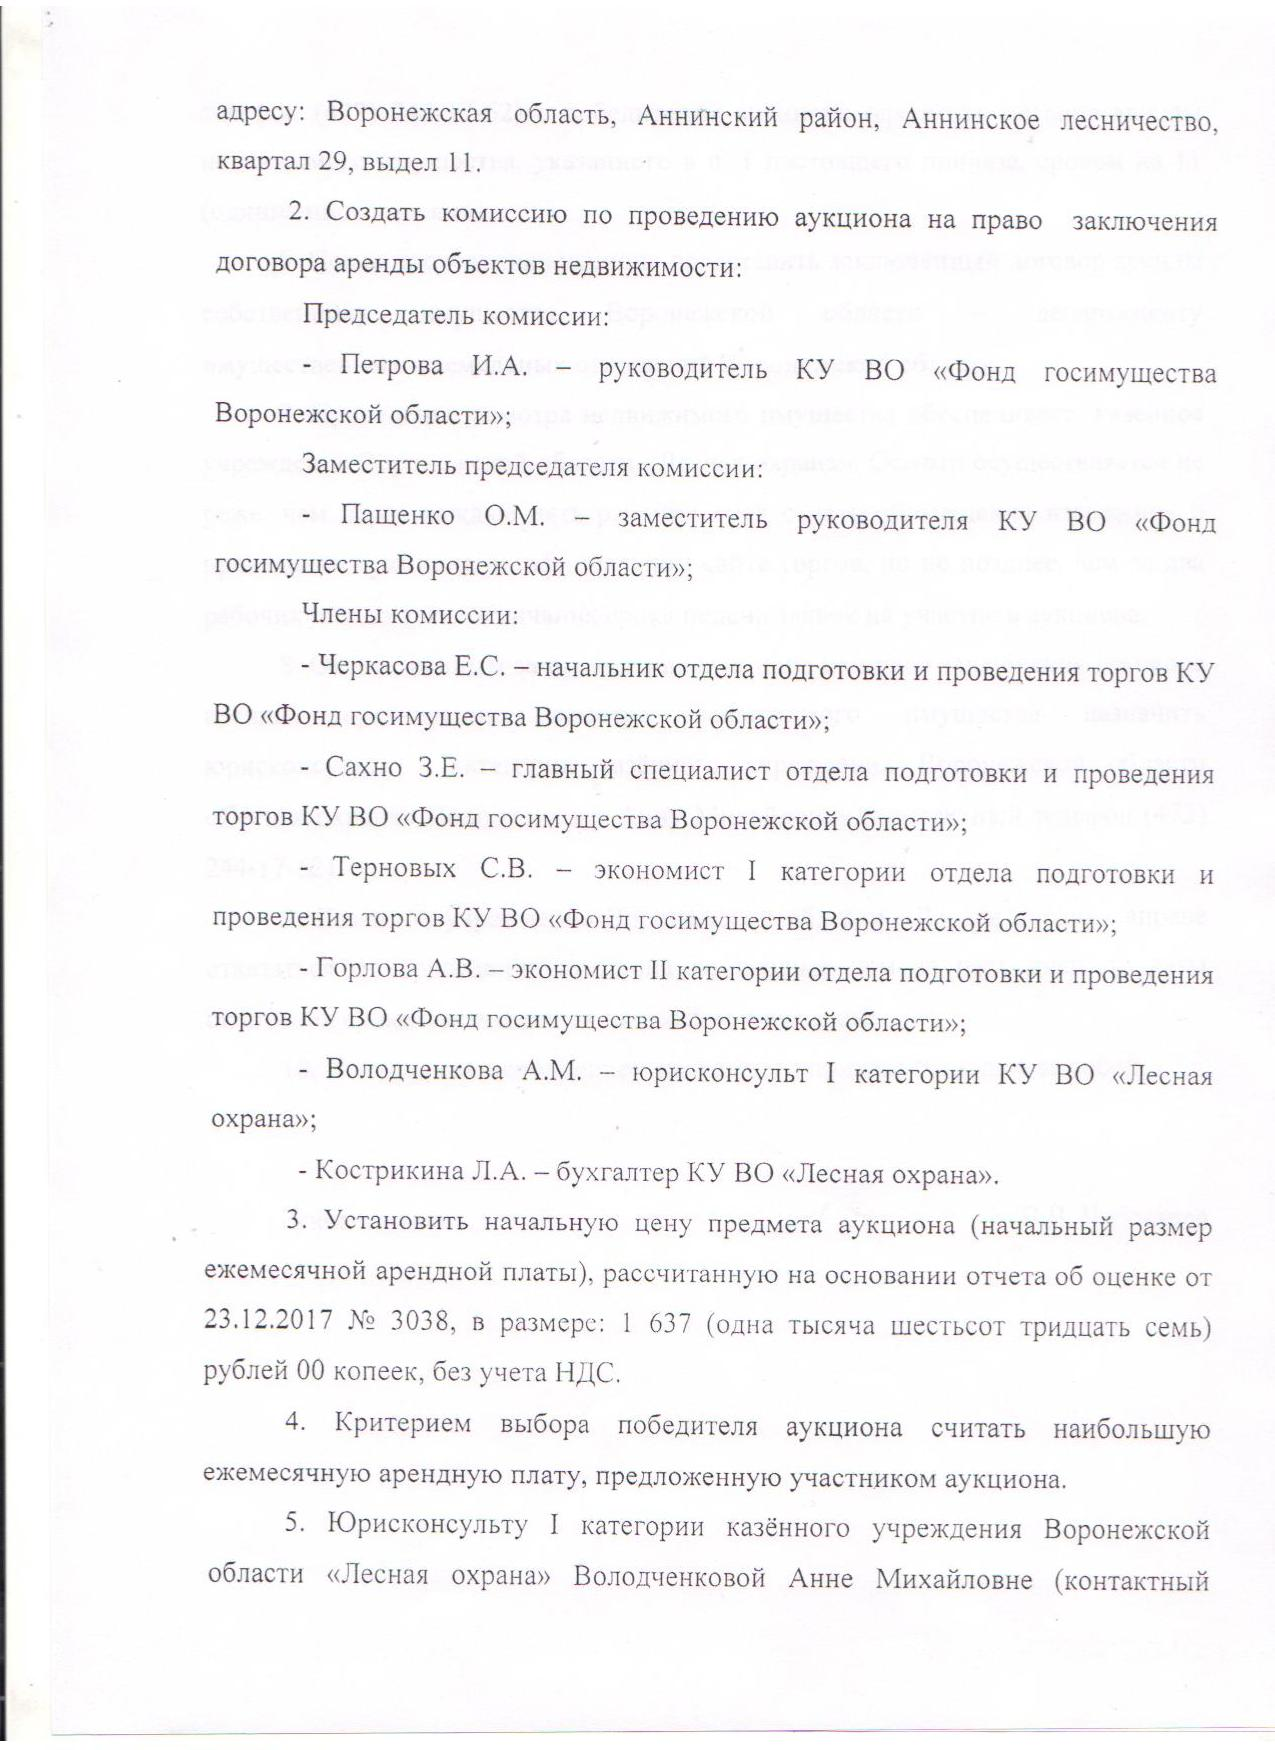 адресу: Воронежская область, Аннинский район, Аннинское лесничество,
квартал 29, выдел 11.
2. Создать комиссию по проведению аукциона на право заключения
договора аренды объектов недвижимости:
Председатель комиссии:
- Петрова И.А. – руководитель КУ ВО «Фонд госимущества
Воронежской области»;
Заместитель председателя комиссии:
- Пащенко О.М. – заместитель руководителя КУ ВО «Фонд
госимущества Воронежской области»;
Члены комиссии:
- Черкасова Е.С. – начальник отдела подготовки и проведения торгов КУ
ВО «Фонд госимущества Воронежской области»;
- Сахно З.Е. – главный специалист отдела подготовки и проведения
торгов КУ ВО «Фонд госимущества Воронежской области»;
- Терновых С.В. – экономист I категории отдела подготовки и
проведения торгов КУ ВО «Фонд госимущества Воронежской области»;
- Горлова А.В. – экономист II категории отдела подготовки и проведения
торгов КУ ВО «Фонд госимущества Воронежской области»;
- Володченкова А.М. – юрисконсульт I категории КУ ВО «Лесная
охрана»;
- Кострикина Л.А. – бухгалтер КУ ВО «Лесная охрана».
3. Установить начальную цену предмета аукциона (начальный размер
ежемесячной арендной платы), рассчитанную на основании отчета об оценке от
23.12.2017 № 3038, в размере: 1 637 (одна тысяча шестьсот тридцать семь)
рублей 00 копеек, без учета НДС.
4. Критерием выбора победителя аукциона считать наибольшую
ежемесячную арендную плату, предложенную участником аукциона.
5. Юрисконсульту I категории казённого учреждения Воронежской
области «Лесная охрана» Володченковой Анне Михайловне (контактный